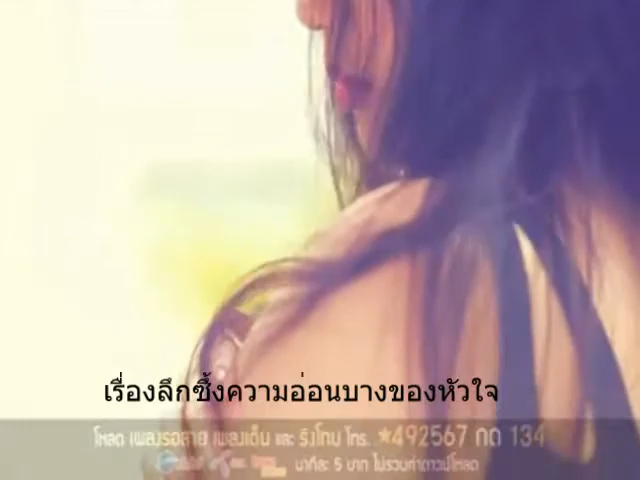 เรื่องลึกซึ้งความอ่อนบางของหัวใจ
โหลด เพลงรอสาย เพลงเด็น และ ริงโทน โทร. *492567 กด 134
นาทีละ 5 บาท ไม่รวมค่าดาวน์โหลด